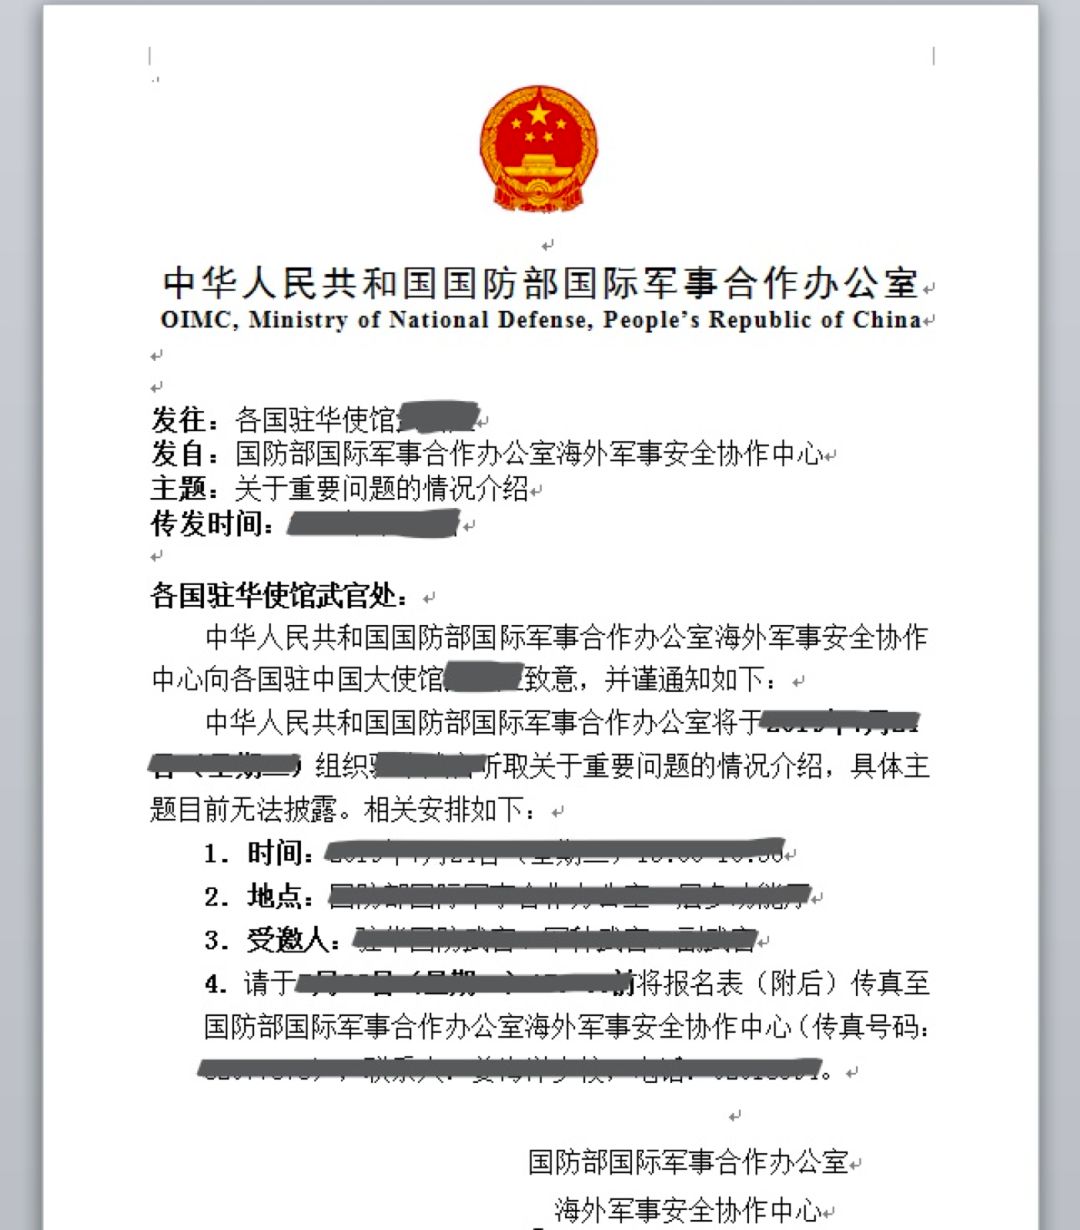 中华人民共和国国防部国际军事合作办公室
OIMC, Ministry of National Defense, People's Republic of China
发往：各国驻华使馆
发自：国防部国际军事合作办公室海外军事安全协作中心
主题：关于重要问题的情况介绍
传发时间：
各国驻华使馆武官处：
中华人民共和国国防部国际军事合作办公室海外军事安全协作
中心向各国驻中国大使馆 致意，并谨通知如下：
中华人民共和国国防部国际军事合作办公室将于
组织 听取关于重要问题的情况介绍，具体主
题目前无法披露。相关安排如下：
1. 时间：
2. 地点：
3. 受邀人：
4. 请于 前将报名表（附后）传真至
国防部国际军事合作办公室海外军事安全协作中心（传真号码：
。
国防部国际军事合作办公室
海外军事安全协作中心